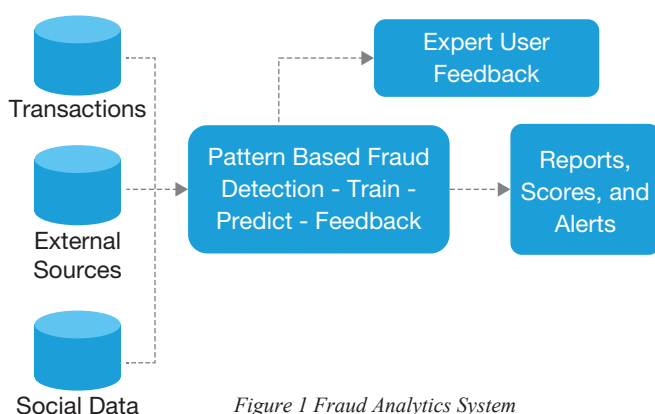 Expert User
Feedback
Transactions
Pattern Based Fraud
Detection - Train -
Predict - Feedback
Reports,
Scores, and
Alerts
External
Sources
Social Data
Figure 1 Fraud Analytics System